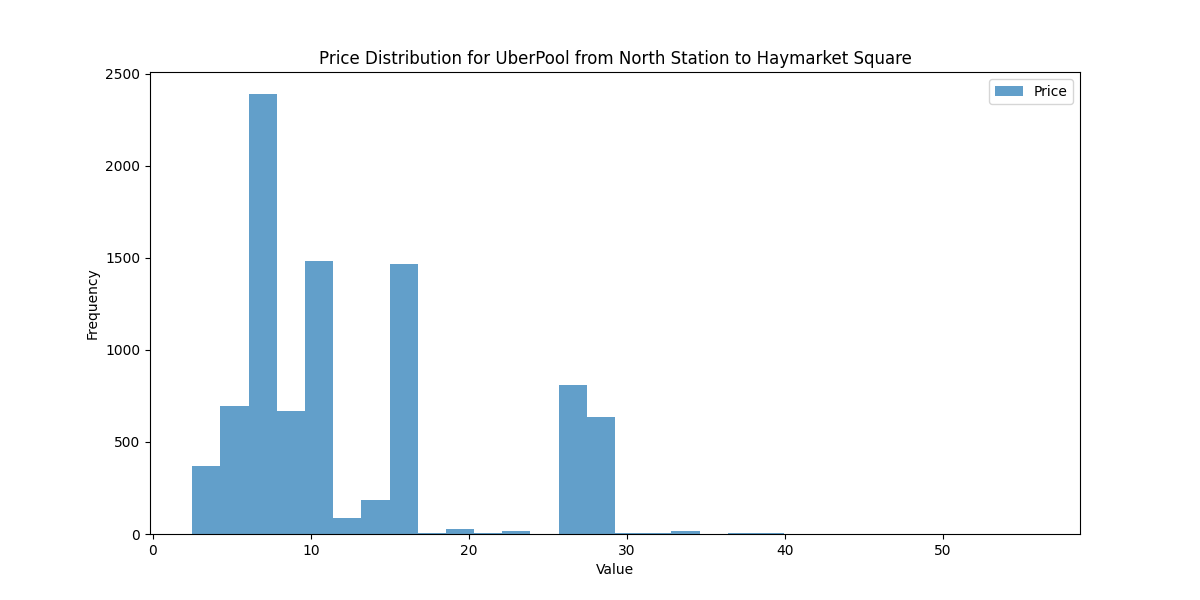 Price Distribution for UberPool from North Station to Haymarket Square
Price
2500
2000
1500
1000
500
0
Frequency
0 10 20 30 40 50
Value